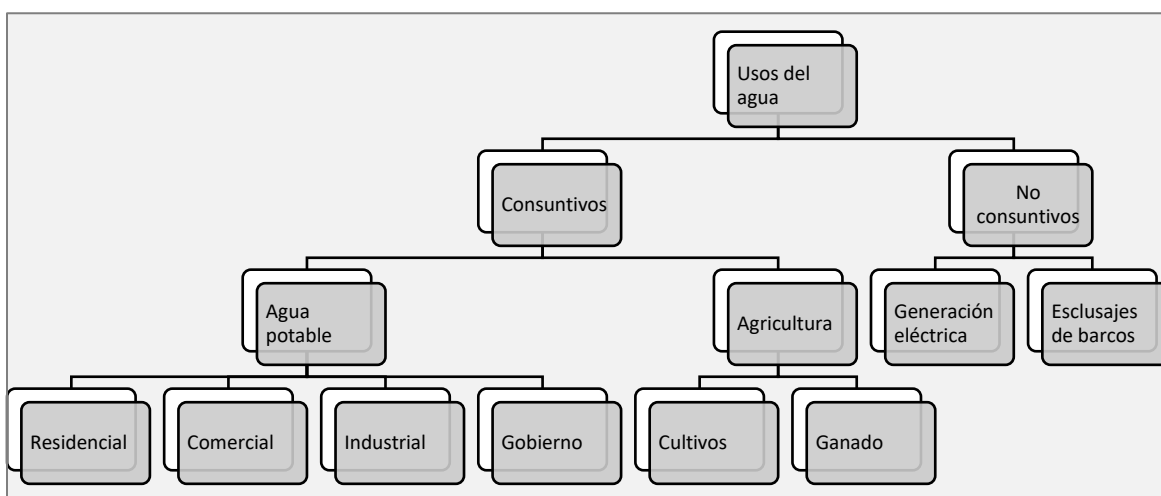 Usos del
agua
Consuntivos
No
consuntivos
Agua
potable
Agricultura
Generación
eléctrica
Esclusajes
de barcos
Residencial
Comercial
Industrial
Gobierno
Cultivos
Ganado